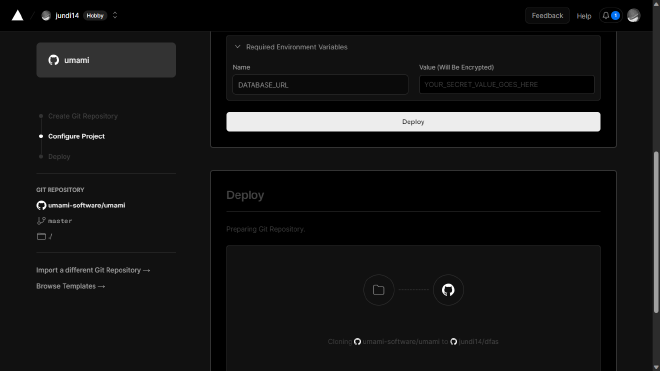 jundi14 Hobby
Feedback
Help
1
umami
Create Git Repository
Configure Project
Deploy
GIT REPOSITORY
umami-software/umami
master
./
Import a different Git Repository →
Browse Templates →
Required Environment Variables
Name
Value (Will Be Encrypted)
DATABASE_URL
YOUR_SECRET_VALUE_GOES_HERE
Deploy
Deploy
Preparing Git Repository.
Cloning umami-software/umami to jundi14/dfac